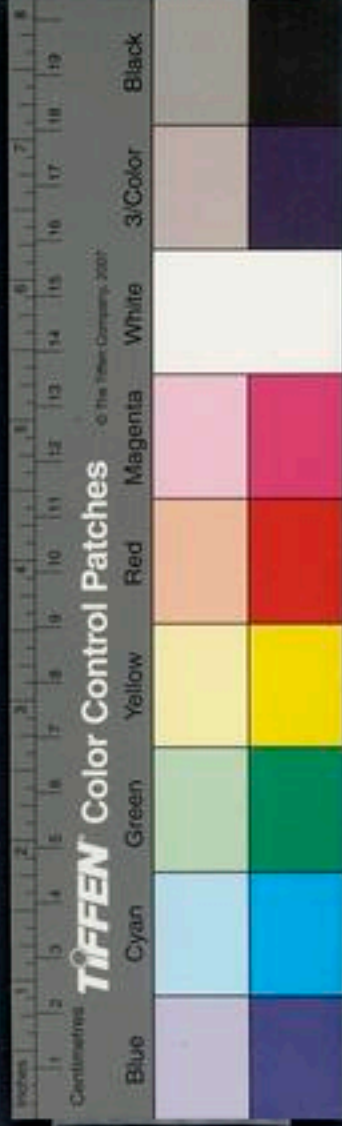 Inches 1 2 3 4 5 6 7 8
Centimetres 1 2 3 4 5 6 7 8 9 10 11 12 13 14 15 16 17 18 19
TIFFEN Color Control Patches © The Tiffen Company, 2007
Blue Cyan Green Yellow Red Magenta White 3/Color Black